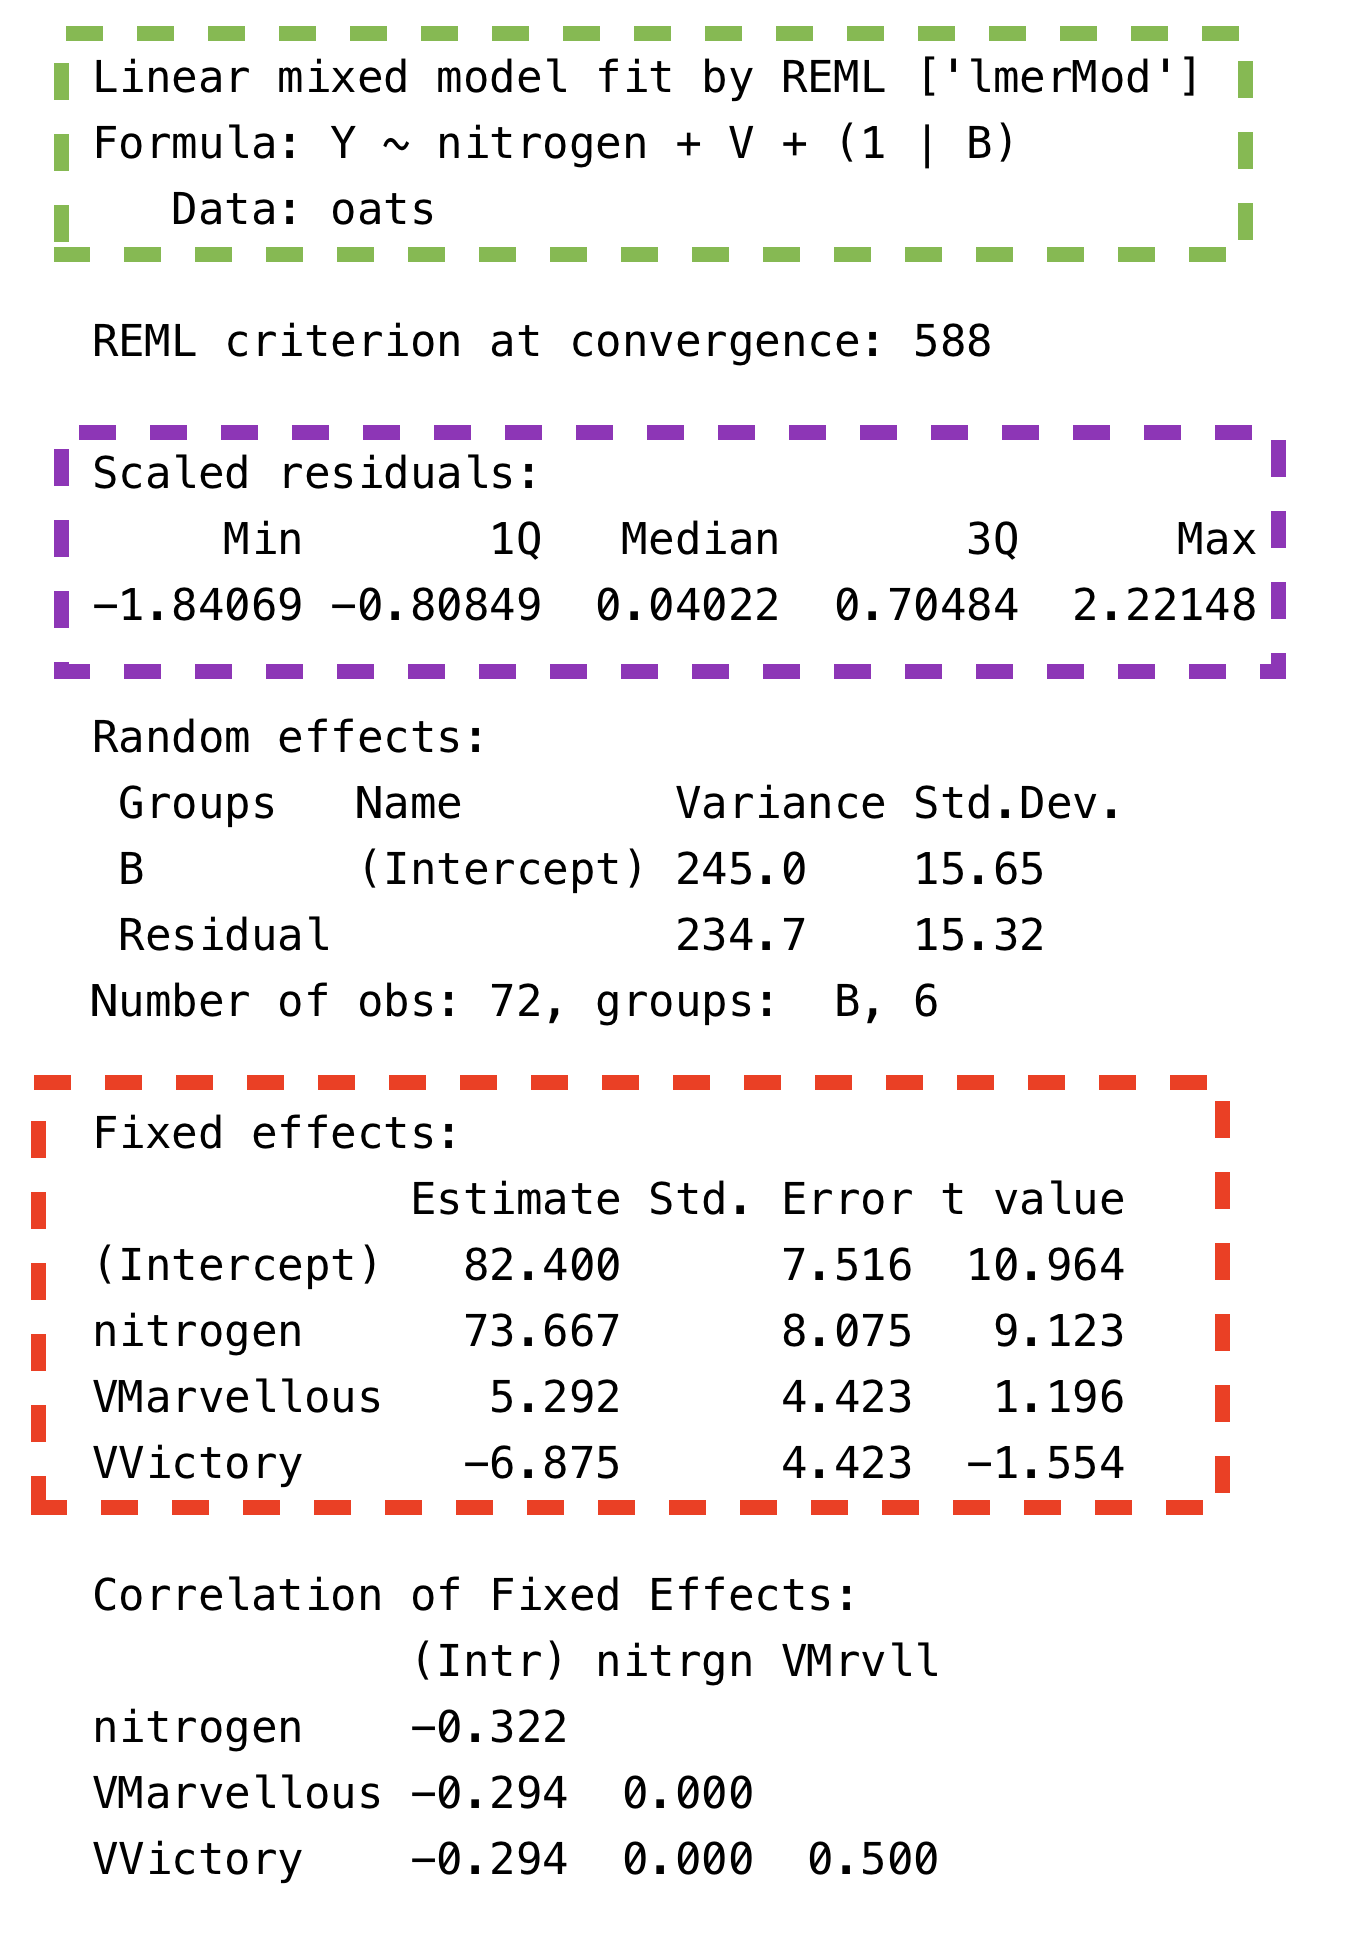 Linear mixed model fit by REML ['lmerMod']
Formula: Y ~ nitrogen + V + (1 | B)
   Data: oats
REML criterion at convergence: 588
Scaled residuals:
     Min       1Q   Median       3Q      Max
−1.84069 −0.80849  0.04022  0.70484  2.22148
Random effects:
 Groups   Name        Variance Std.Dev.
 B        (Intercept) 245.0    15.65
 Residual             234.7    15.32
Number of obs: 72, groups:  B, 6
Fixed effects:
            Estimate Std. Error t value
(Intercept)   82.400      7.516  10.964
nitrogen      73.667      8.075   9.123
VMarvellous    5.292      4.423   1.196
VVictory      −6.875      4.423  −1.554
Correlation of Fixed Effects:
            (Intr) nitrgn VMrvll
nitrogen    −0.322
VMarvellous −0.294  0.000
VVictory    −0.294  0.000  0.500